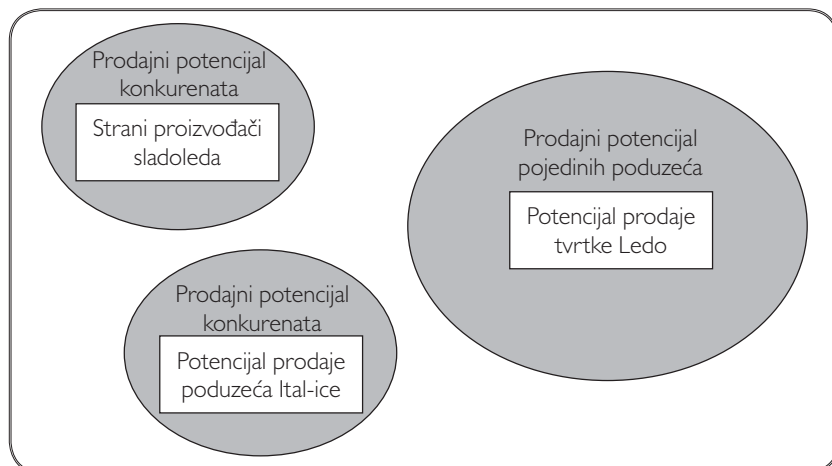 Prodajni potencijal
konkurenata
Strani proizvođači
sladoleda
Prodajni potencijal
pojedinih poduzeća
Potencijal prodaje
tvrtke Ledo
Prodajni potencijal
konkurenata
Potencijal prodaje
poduzeća Ital-ice